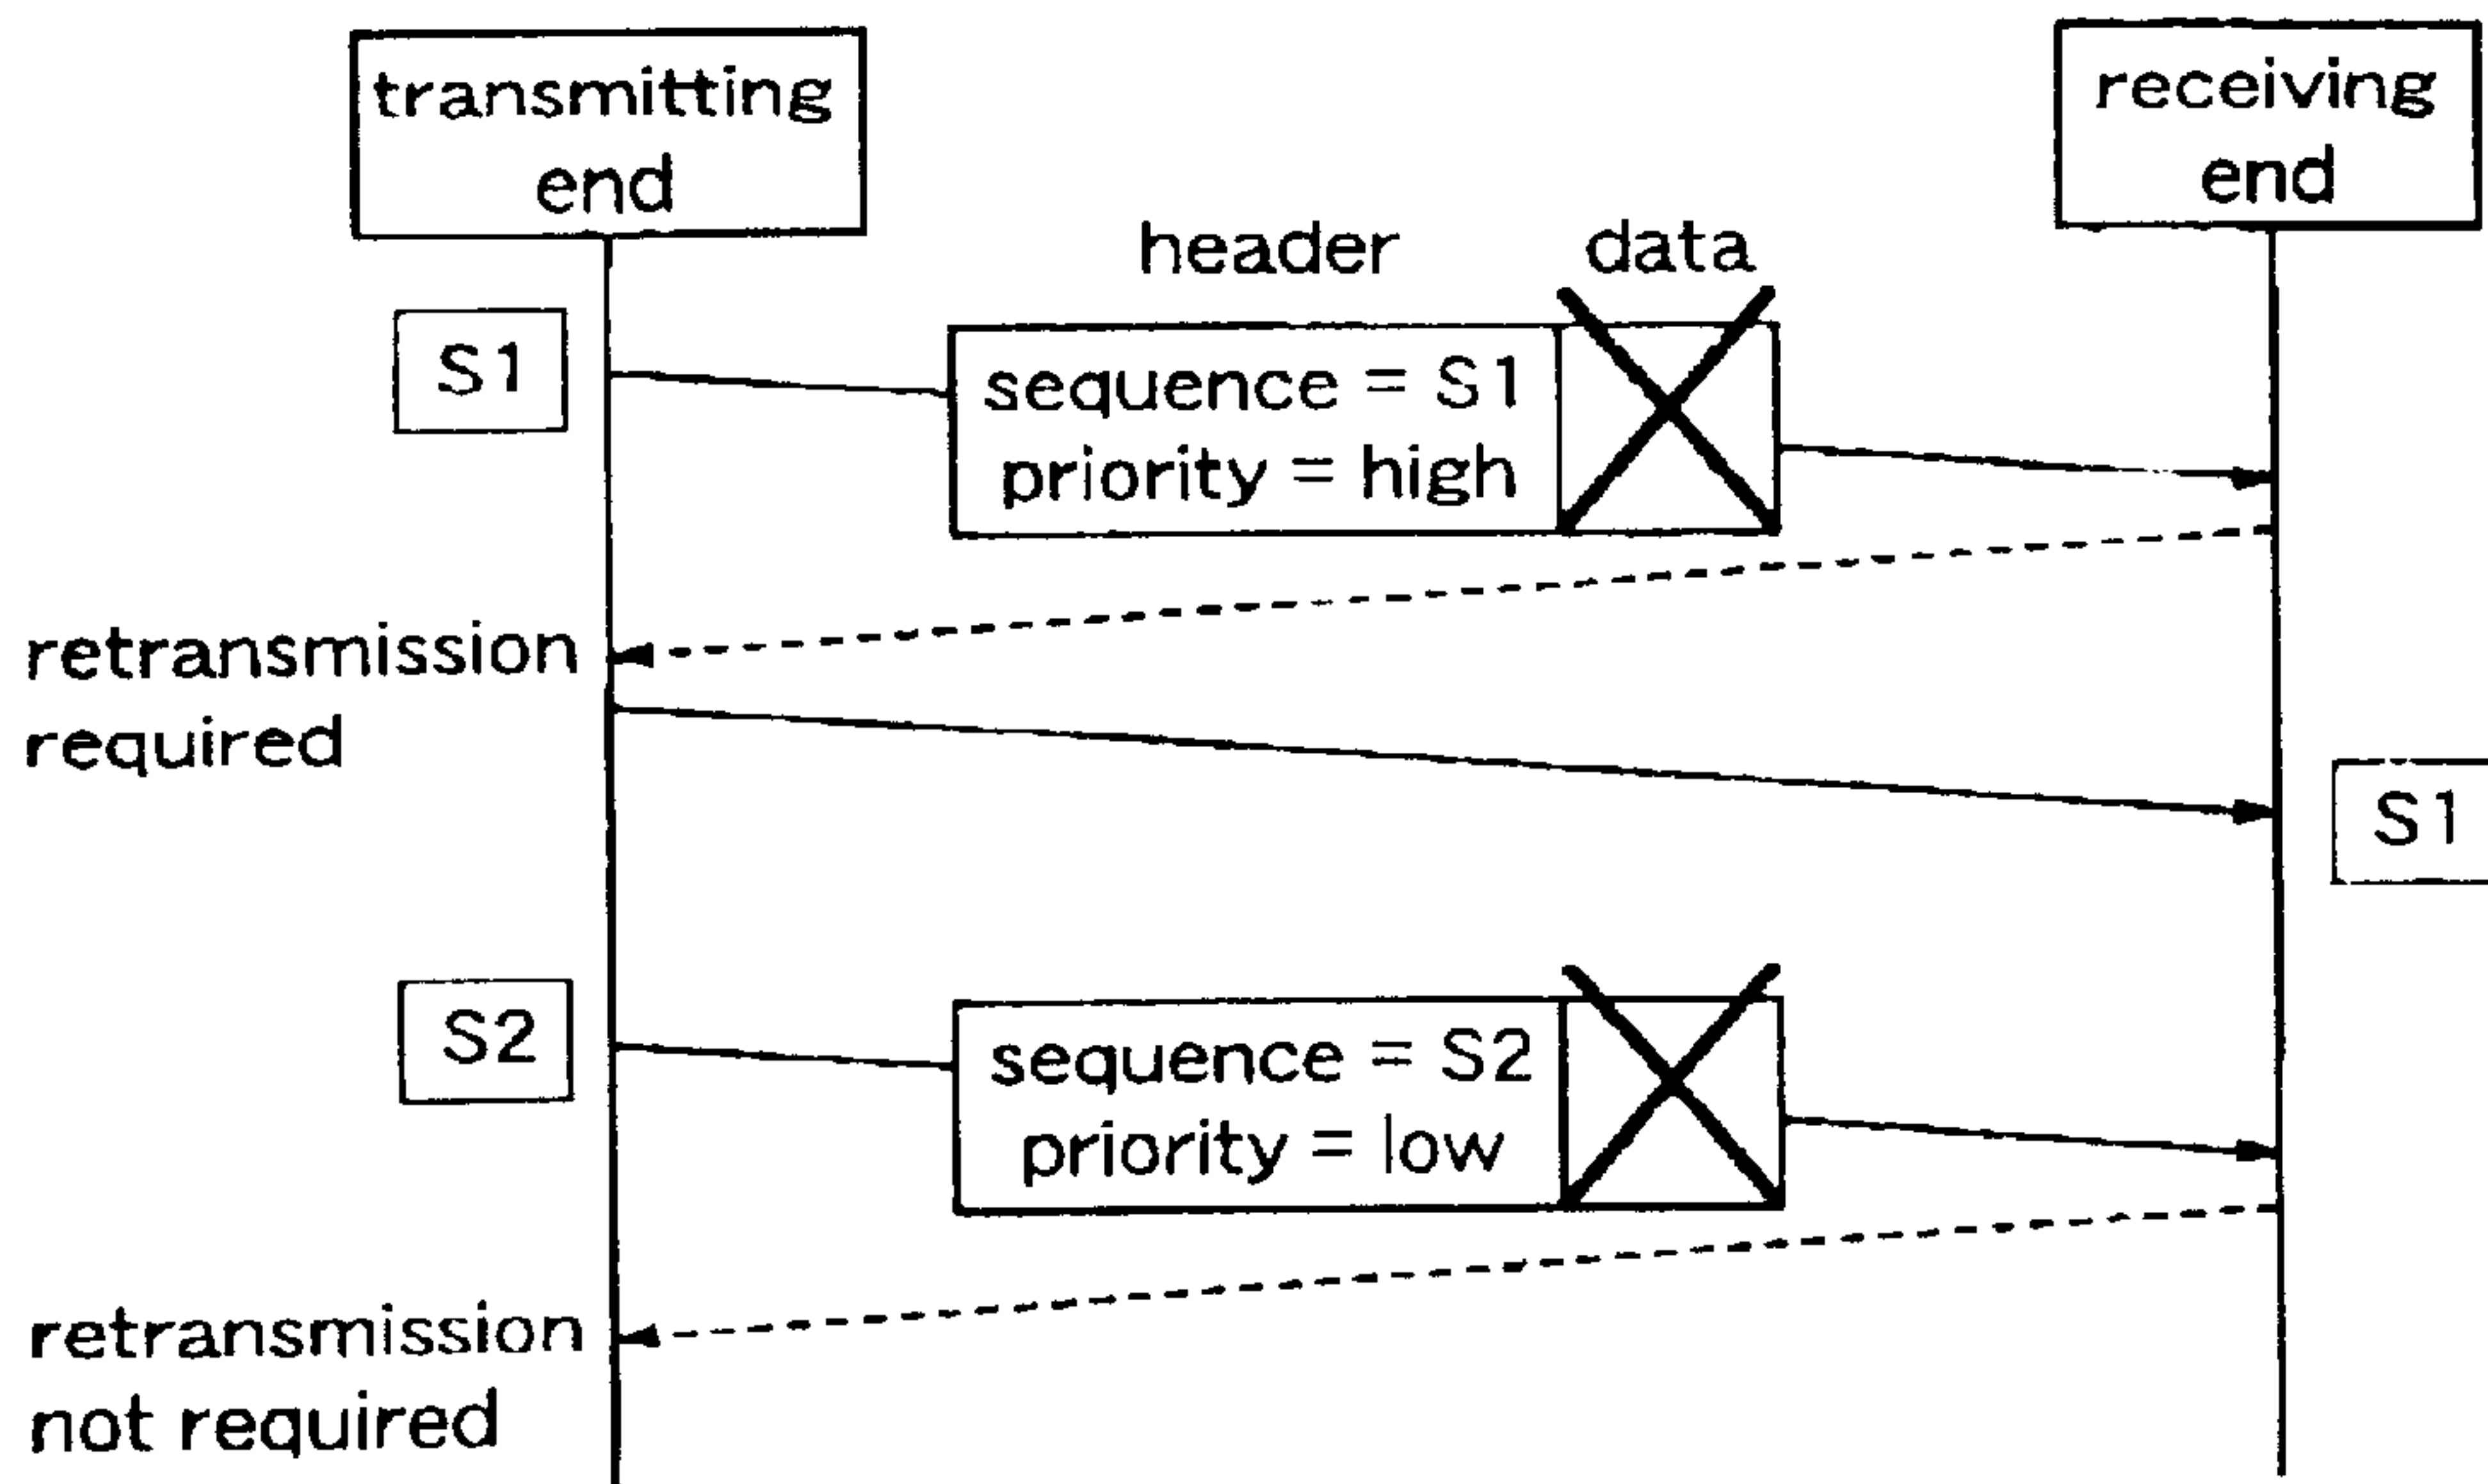 transmitting
end
receiving
end
header
data
S1
sequence = S1
priority = high
retransmission
required
S1
S2
sequence = S2
priority = low
retransmission
not required